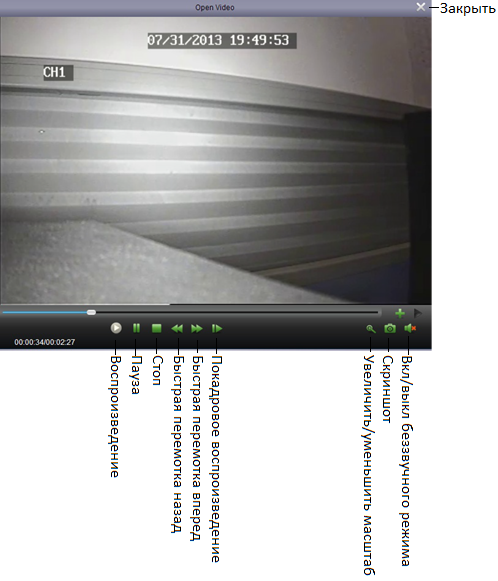 Open Video
Закрыть
07/31/2013 19:49:53
CH1
00:00:34/00:02:27
Воспроизведение
Пауза
Стоп
Быстрая перемотка назад
Быстрая перемотка вперед
Покадровое воспроизведение
Увеличить/уменьшить масштаб
Скриншот
Вкл/выкл беззвучного режима